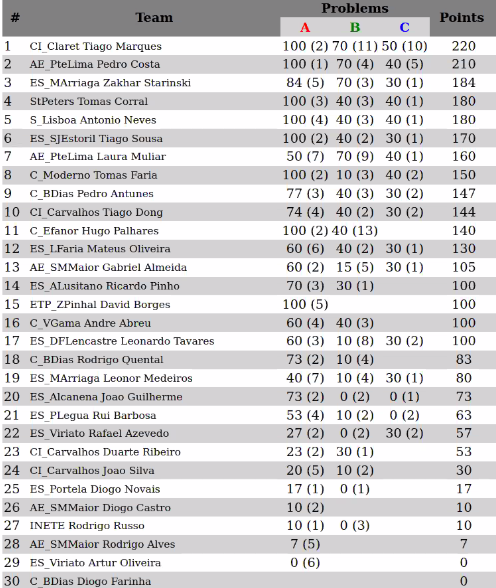 # Team Problems Points
A B C
1 CI_Claret Tiago Marques 100 (2) 70 (11) 50 (10) 220
2 AE_PteLima Pedro Costa 100 (1) 70 (4) 40 (5) 210
3 ES_MArriaga Zakhar Starinski 84 (5) 70 (3) 30 (1) 184
4 StPeters Tomas Corral 100 (3) 40 (3) 40 (1) 180
5 S_Lisboa Antonio Neves 100 (4) 40 (3) 40 (1) 180
6 ES_SJEstoril Tiago Sousa 100 (2) 40 (2) 30 (1) 170
7 AE_PteLima Laura Muliar 50 (7) 70 (9) 40 (1) 160
8 C_Moderno Tomas Faria 100 (2) 10 (3) 40 (2) 150
9 C_BDias Pedro Antunes 77 (3) 40 (3) 30 (2) 147
10 CI_Carvalhos Tiago Dong 74 (4) 40 (2) 30 (2) 144
11 C_Efanor Hugo Palhares 100 (2) 40 (13) 140
12 ES_LFaria Mateus Oliveira 60 (6) 40 (2) 30 (1) 130
13 AE_SMMaior Gabriel Almeida 60 (2) 15 (5) 30 (1) 105
14 ES_ALusitano Ricardo Pinho 70 (3) 30 (1) 100
15 ETP_ZPinhal David Borges 100 (5) 100
16 C_VGama Andre Abreu 60 (4) 40 (3) 100
17 ES_DFLencastre Leonardo Tavares 60 (3) 10 (8) 30 (2) 100
18 C_BDias Rodrigo Quental 73 (2) 10 (4) 83
19 ES_MArriaga Leonor Medeiros 40 (7) 10 (4) 30 (1) 80
20 ES_Alcanena Joao Guilherme 73 (2) 0 (2) 0 (1) 73
21 ES_PLegua Rui Barbosa 53 (4) 10 (2) 0 (2) 63
22 ES_Viriato Rafael Azevedo 27 (2) 0 (2) 30 (2) 57
23 CI_Carvalhos Duarte Ribeiro 23 (2) 30 (1) 53
24 CI_Carvalhos Joao Silva 20 (5) 10 (2) 30
25 ES_Portela Diogo Novais 17 (1) 0 (1) 17
26 AE_SMMaior Diogo Castro 10 (2) 10
27 INETE Rodrigo Russo 10 (1) 0 (3) 10
28 AE_SMMaior Rodrigo Alves 7 (5) 7
29 ES_Viriato Artur Oliveira 0 (6) 0
30 C_BDias Diogo Farinha 0